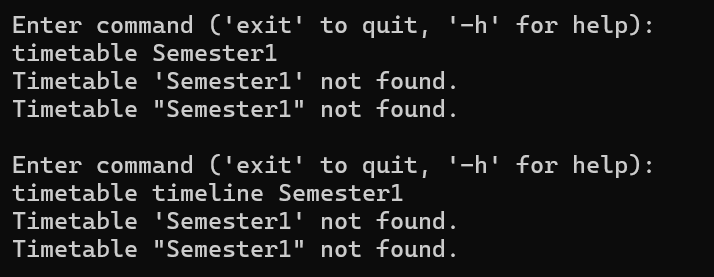 Enter command ('exit' to quit, '-h' for help):
timetable Semester1
Timetable 'Semester1' not found.
Timetable "Semester1" not found.
Enter command ('exit' to quit, '-h' for help):
timetable timeline Semester1
Timetable 'Semester1' not found.
Timetable "Semester1" not found.